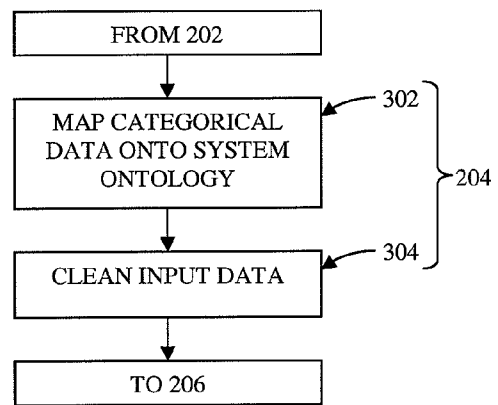 FROM 202
MAP CATEGORICAL
DATA ONTO SYSTEM
ONTOLOGY
302
204
CLEAN INPUT DATA
304
TO 206